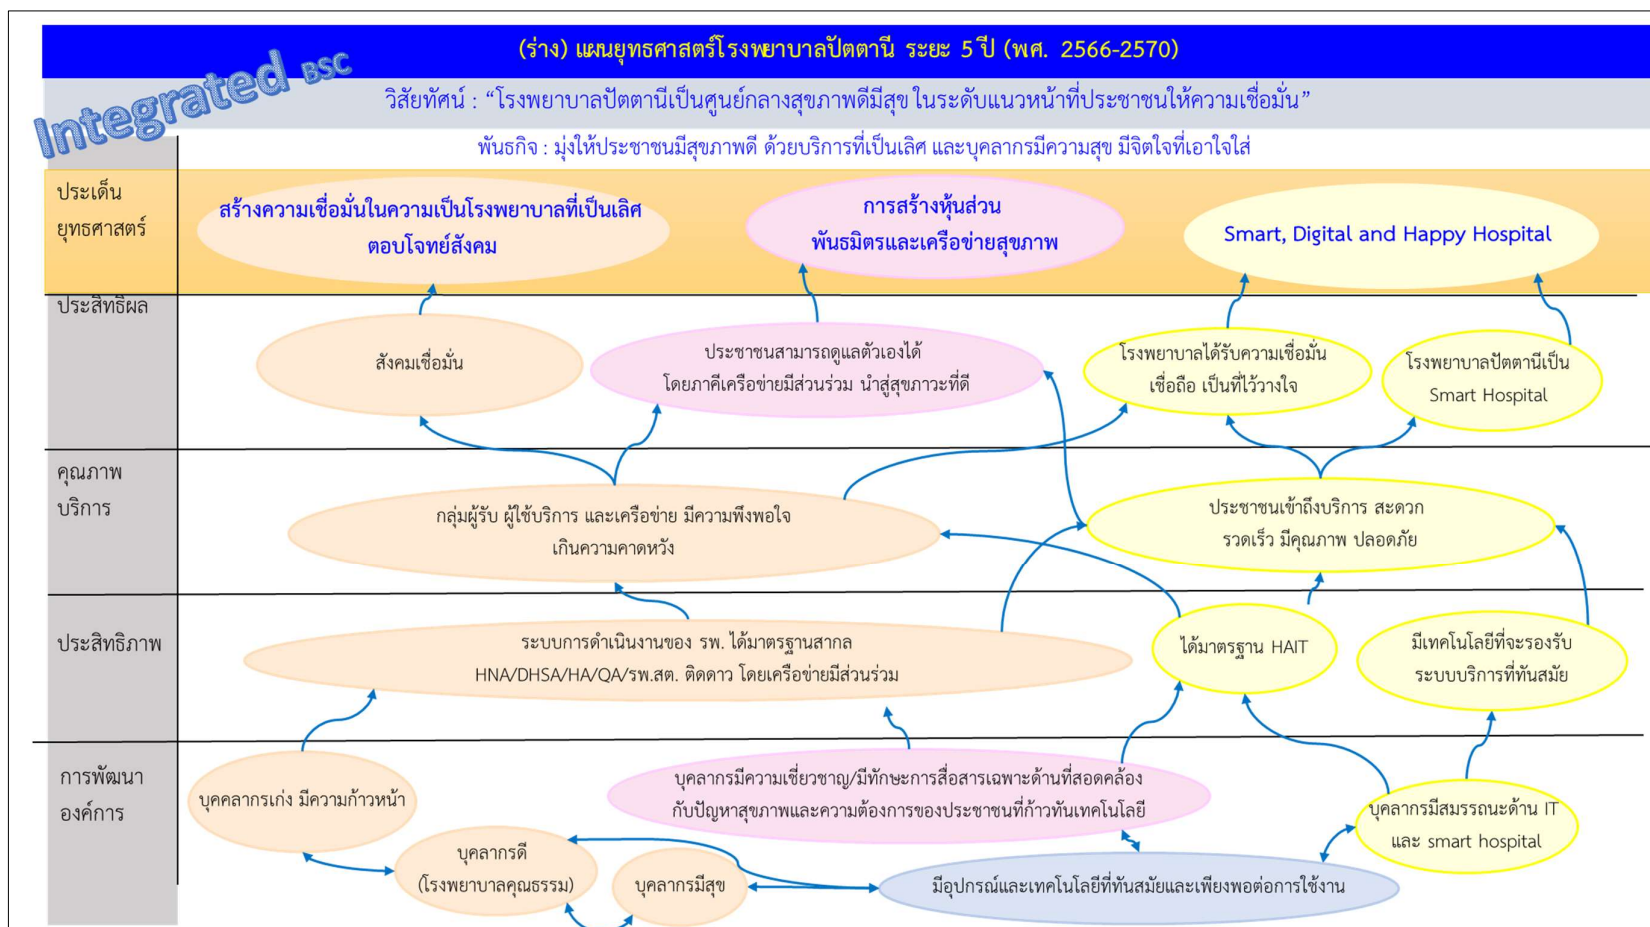 (ร่าง) แผนยุทธศาสตร์โรงพยาบาลปัตตานี ระยะ 5 ปี (พศ. 2566-2570)
Integrated BSC
วิสัยทัศน์ : “โรงพยาบาลปัตตานีเป็นศูนย์กลางสุขภาพดีมีสุข ในระดับแนวหน้าที่ประชาชนให้ความเชื่อมั่น”
พันธกิจ : มุ่งให้ประชาชนมีสุขภาพดี ด้วยบริการที่เป็นเลิศ และบุคลากรมีความสุข มีจิตใจที่เอาใจใส่
ประเด็น
ยุทธศาสตร์
สร้างความเชื่อมั่นในความเป็นโรงพยาบาลที่เป็นเลิศ
ตอบโจทย์สังคม
การสร้างหุ้นส่วน
พันธมิตรและเครือข่ายสุขภาพ
Smart, Digital and Happy Hospital
ประสิทธิผล
สังคมเชื่อมั่น
ประชาชนสามารถดูแลตัวเองได้
โดยภาคีเครือข่ายมีส่วนร่วม นำสู่สุขภาวะที่ดี
โรงพยาบาลได้รับความเชื่อมั่น
เชื่อถือ เป็นที่ไว้วางใจ
โรงพยาบาลปัตตานีเป็น
Smart Hospital
คุณภาพ
บริการ
กลุ่มผู้รับ ผู้ใช้บริการ และเครือข่าย มีความพึงพอใจ
เกินความคาดหวัง
ประชาชนเข้าถึงบริการ สะดวก
รวดเร็ว มีคุณภาพ ปลอดภัย
ประสิทธิภาพ
ระบบการดำเนินงานของ รพ. ได้มาตรฐานสากล
HNA/DHSA/HA/QA/รพ.สต. ติดดาว โดยเครือข่ายมีส่วนร่วม
ได้มาตรฐาน HAIT
มีเทคโนโลยีที่จะรองรับ
ระบบบริการที่ทันสมัย
การพัฒนา
องค์การ
บุคคลากรเก่ง มีความก้าวหน้า
บุคลากรมีความเชี่ยวชาญ/มีทักษะการสื่อสารเฉพาะด้านที่สอดคล้อง
กับปัญหาสุขภาพและความต้องการของประชาชนที่ก้าวทันเทคโนโลยี
บุคลากรมีสมรรถนะด้าน IT
และ smart hospital
บุคลากรดี
(โรงพยาบาลคุณธรรม)
บุคลากรมีสุข
มีอุปกรณ์และเทคโนโลยีที่ทันสมัยและเพียงพอต่อการใช้งาน